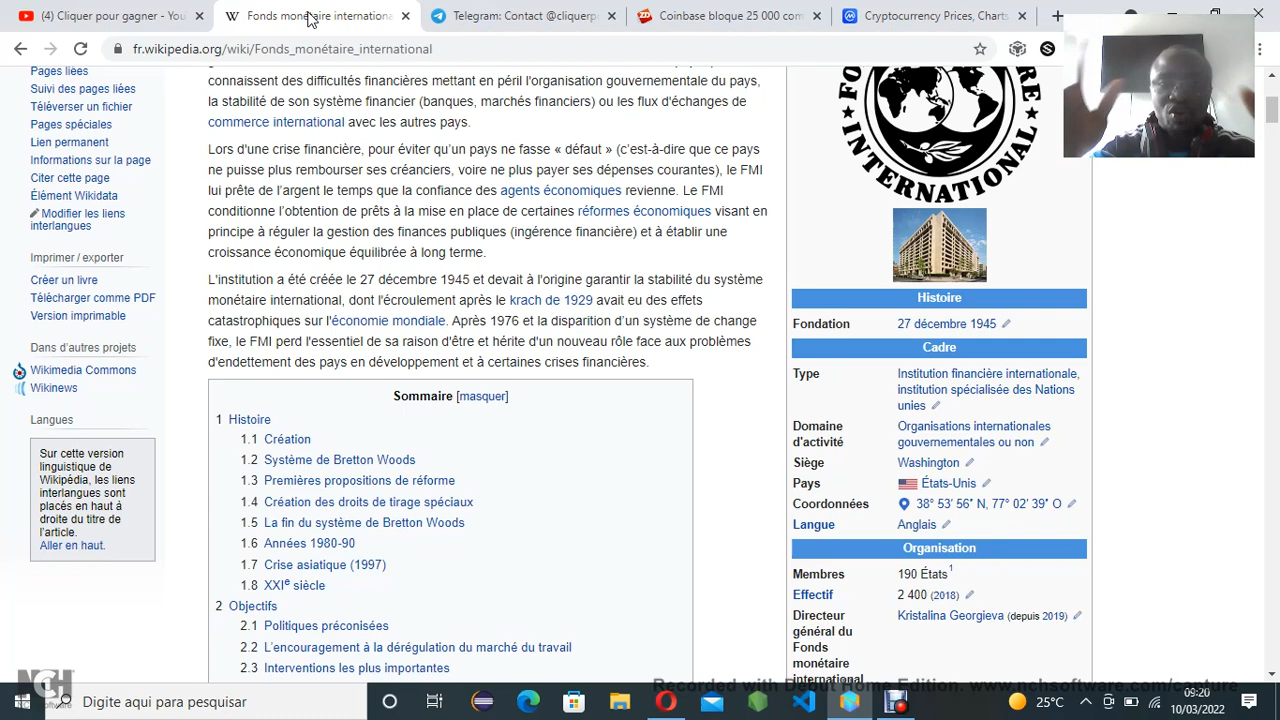 (4) Cliquer pour gagner - You
Fonds monétaire internationa
Telegram: Contact @cliquerpo
Coinbase bloque 25 000 com
Cryptocurrency Prices, Charts
fr.wikipedia.org/wiki/Fonds_monétaire_international
Pages liées
Suivi des pages liées
Téléverser un fichier
Pages spéciales
Lien permanent
Informations sur la page
Citer cette page
Élément Wikidata
Modifier les liens
interlangues
Imprimer / exporter
Créer un livre
Télécharger comme PDF
Version imprimable
Dans d'autres projets
Wikimedia Commons
Wikinews
Langues
Sur cette version
linguistique de
Wikipédia, les liens
interlangues sont
placés en haut à
droite du titre de
l'article.
Aller en haut.
connaissent des difficultés financières mettant en péril l'organisation gouvernementale du pays,
la stabilité de son système financier (banques, marchés financiers) ou les flux d'échanges de
commerce international avec les autres pays.
Lors d'une crise financière, pour éviter qu'un pays ne fasse « défaut » (c'est-à-dire que ce pays
ne puisse plus rembourser ses créanciers, voire ne plus payer ses dépenses courantes), le FMI
lui prête de l'argent le temps que la confiance des agents économiques revienne. Le FMI
conditionne l'obtention de prêts à la mise en place de certaines réformes économiques visant en
principe à réguler la gestion des finances publiques (ingérence financière) et à établir une
croissance économique équilibrée à long terme.
L'institution a été créée le 27 décembre 1945 et devait à l'origine garantir la stabilité du système
monétaire international, dont l'écroulement après le krach de 1929 avait eu des effets
catastrophiques sur l'économie mondiale. Après 1976 et la disparition d'un système de change
fixe, le FMI perd l'essentiel de sa raison d'être et hérite d'un nouveau rôle face aux problèmes
d'endettement des pays en développement et à certaines crises financières.
Sommaire [masquer]
1 Histoire
1.1 Création
1.2 Système de Bretton Woods
1.3 Premières propositions de réforme
1.4 Création des droits de tirage spéciaux
1.5 La fin du système de Bretton Woods
1.6 Années 1980-90
1.7 Crise asiatique (1997)
1.8 XXIe siècle
2 Objectifs
2.1 Politiques préconisées
2.2 L'encouragement à la dérégulation du marché du travail
2.3 Interventions les plus importantes
INTERNATIONAL
Histoire
Fondation 27 décembre 1945
Cadre
Type Institution financière internationale,
institution spécialisée des Nations
unies
Domaine Organisations internationales
d'activité gouvernementales ou non
Siège Washington
Pays États-Unis
Coordonnées 38° 53′ 56″ N, 77° 02′ 39″ O
Langue Anglais
Organisation
Membres 190 États1
Effectif 2 400 (2018)
Directeur Kristalina Georgieva (depuis 2019)
général du
Fonds
monétaire
international
NCH
NCH Software
Recorded with Debut Home Edition. www.nchsoftware.com/capture
Digite aqui para pesquisar
25°C
09:20
10/03/2022